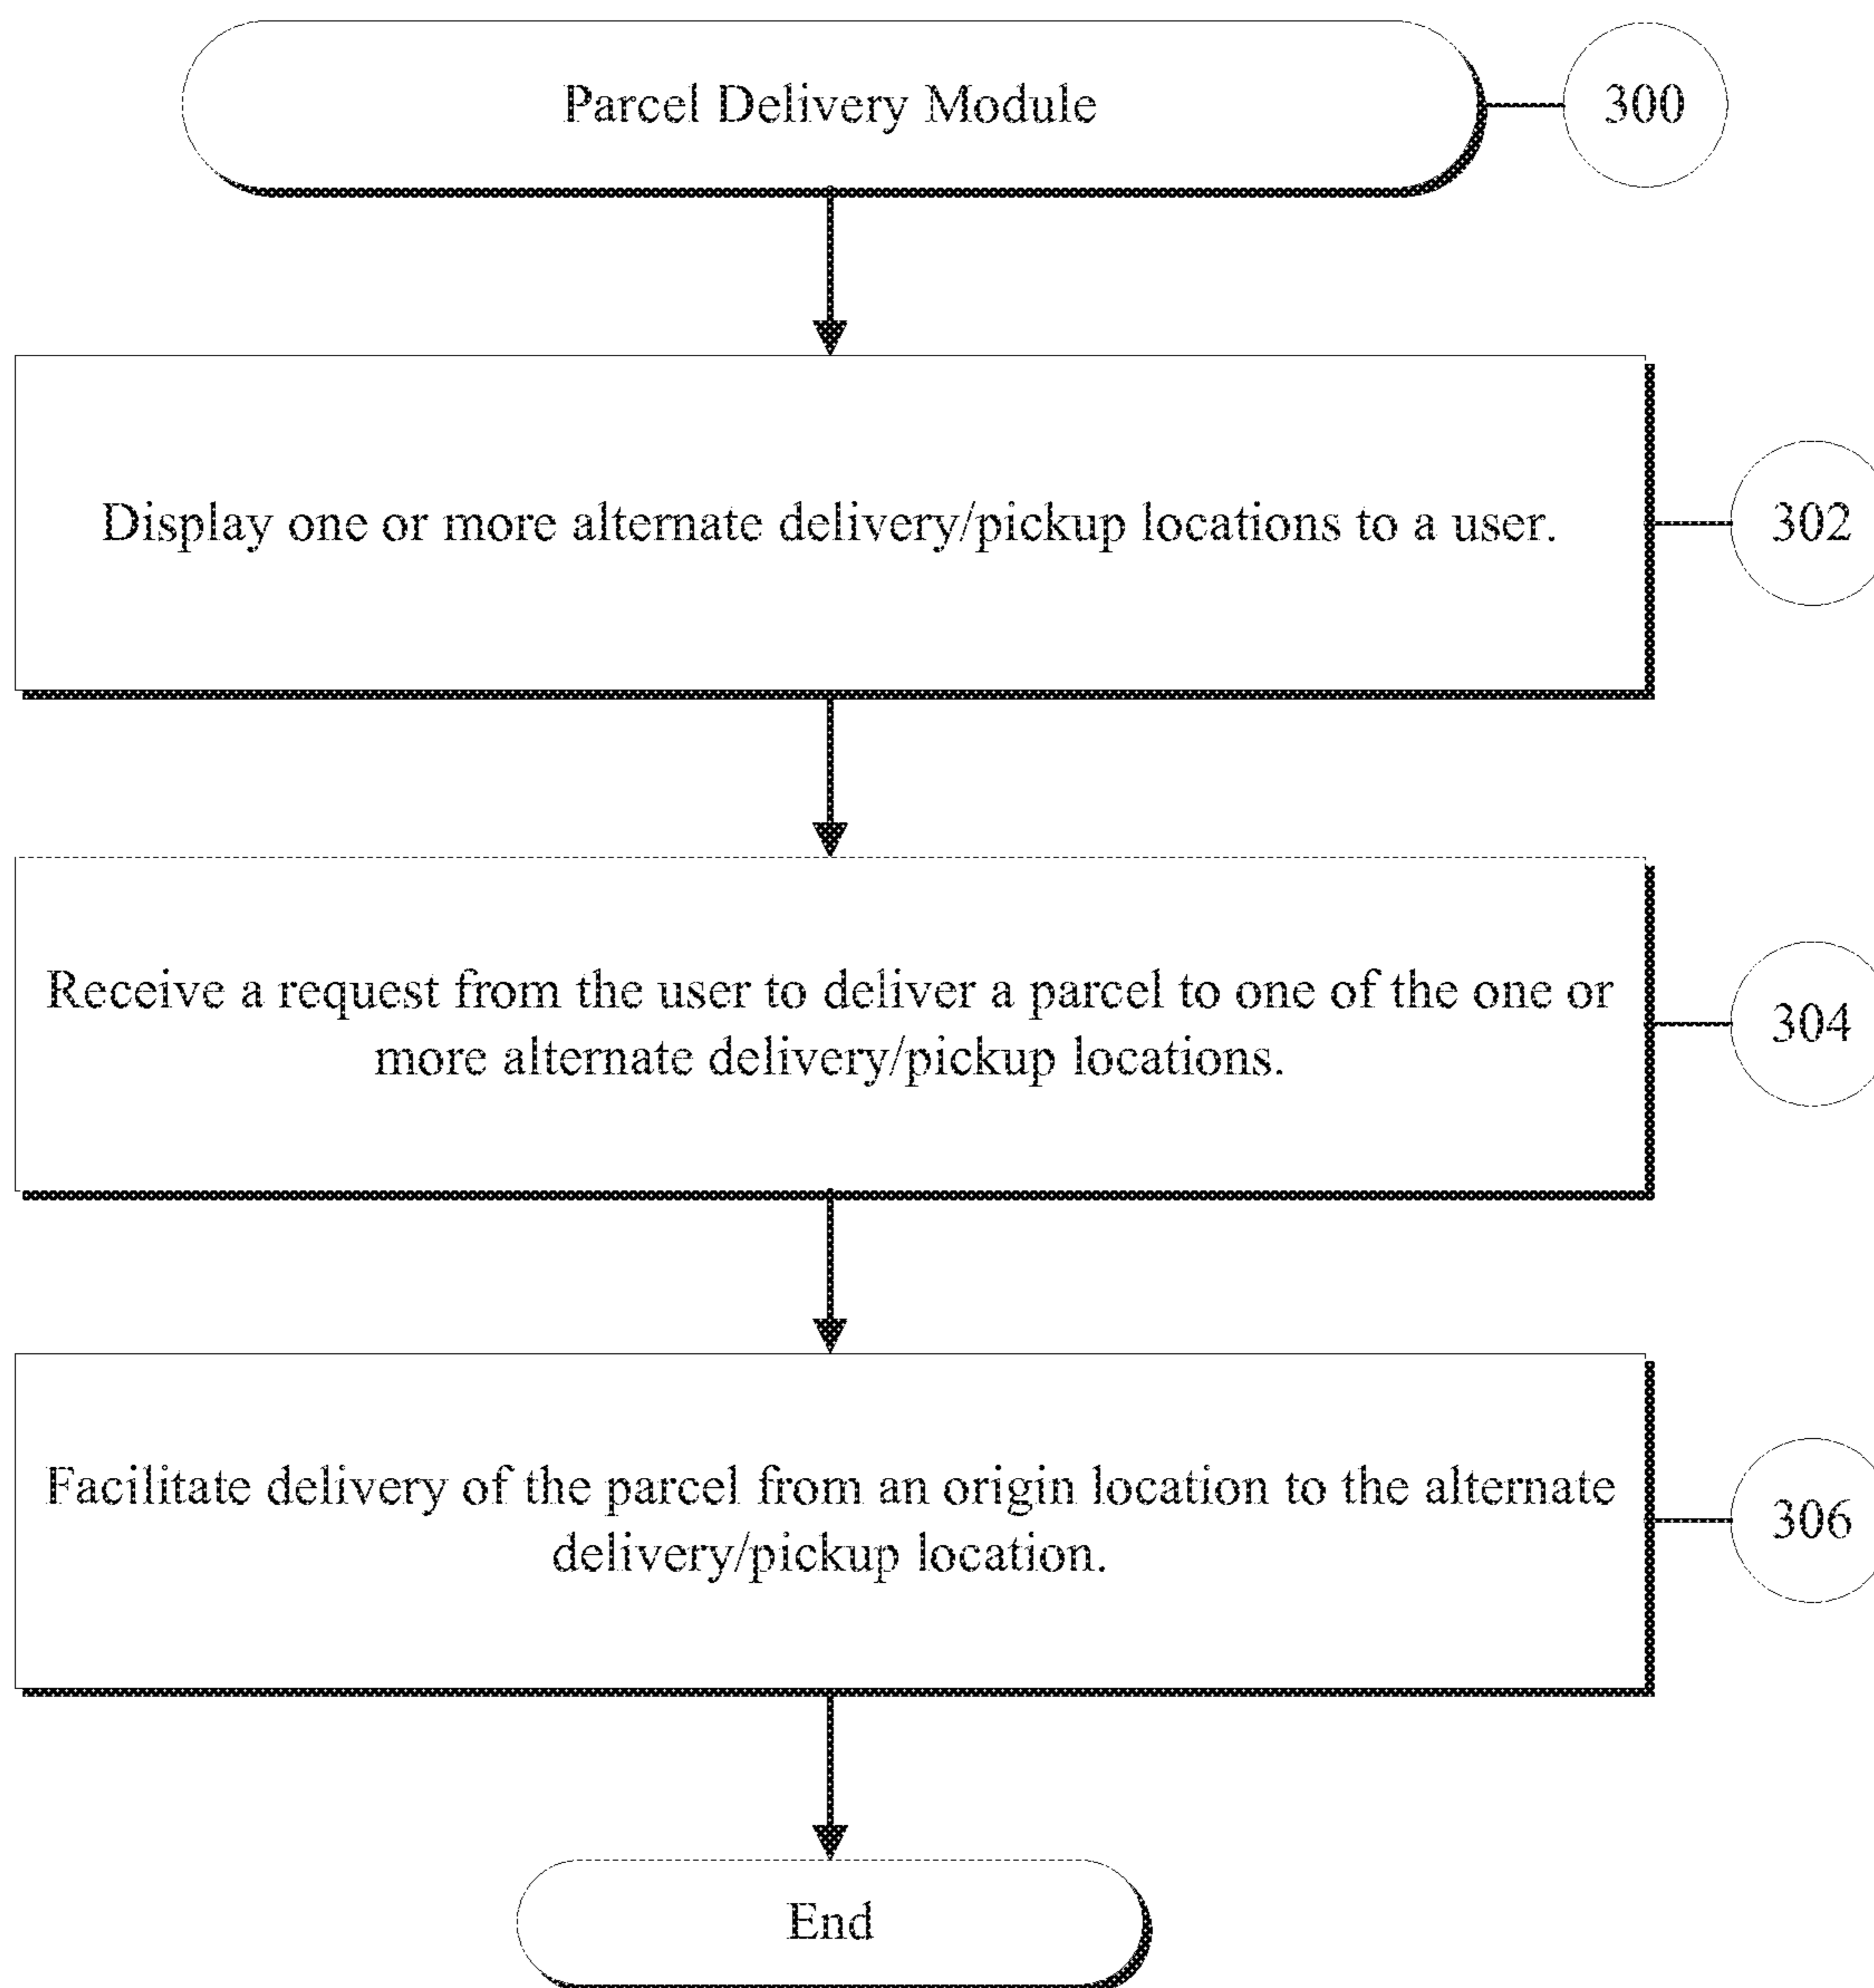 Parcel Delivery Module
300
Display one or more alternate delivery/pickup locations to a user.
302
Receive a request from the user to deliver a parcel to one of the one or
more alternate delivery/pickup locations.
304
Facilitate delivery of the parcel from an origin location to the alternate
delivery/pickup location.
306
End